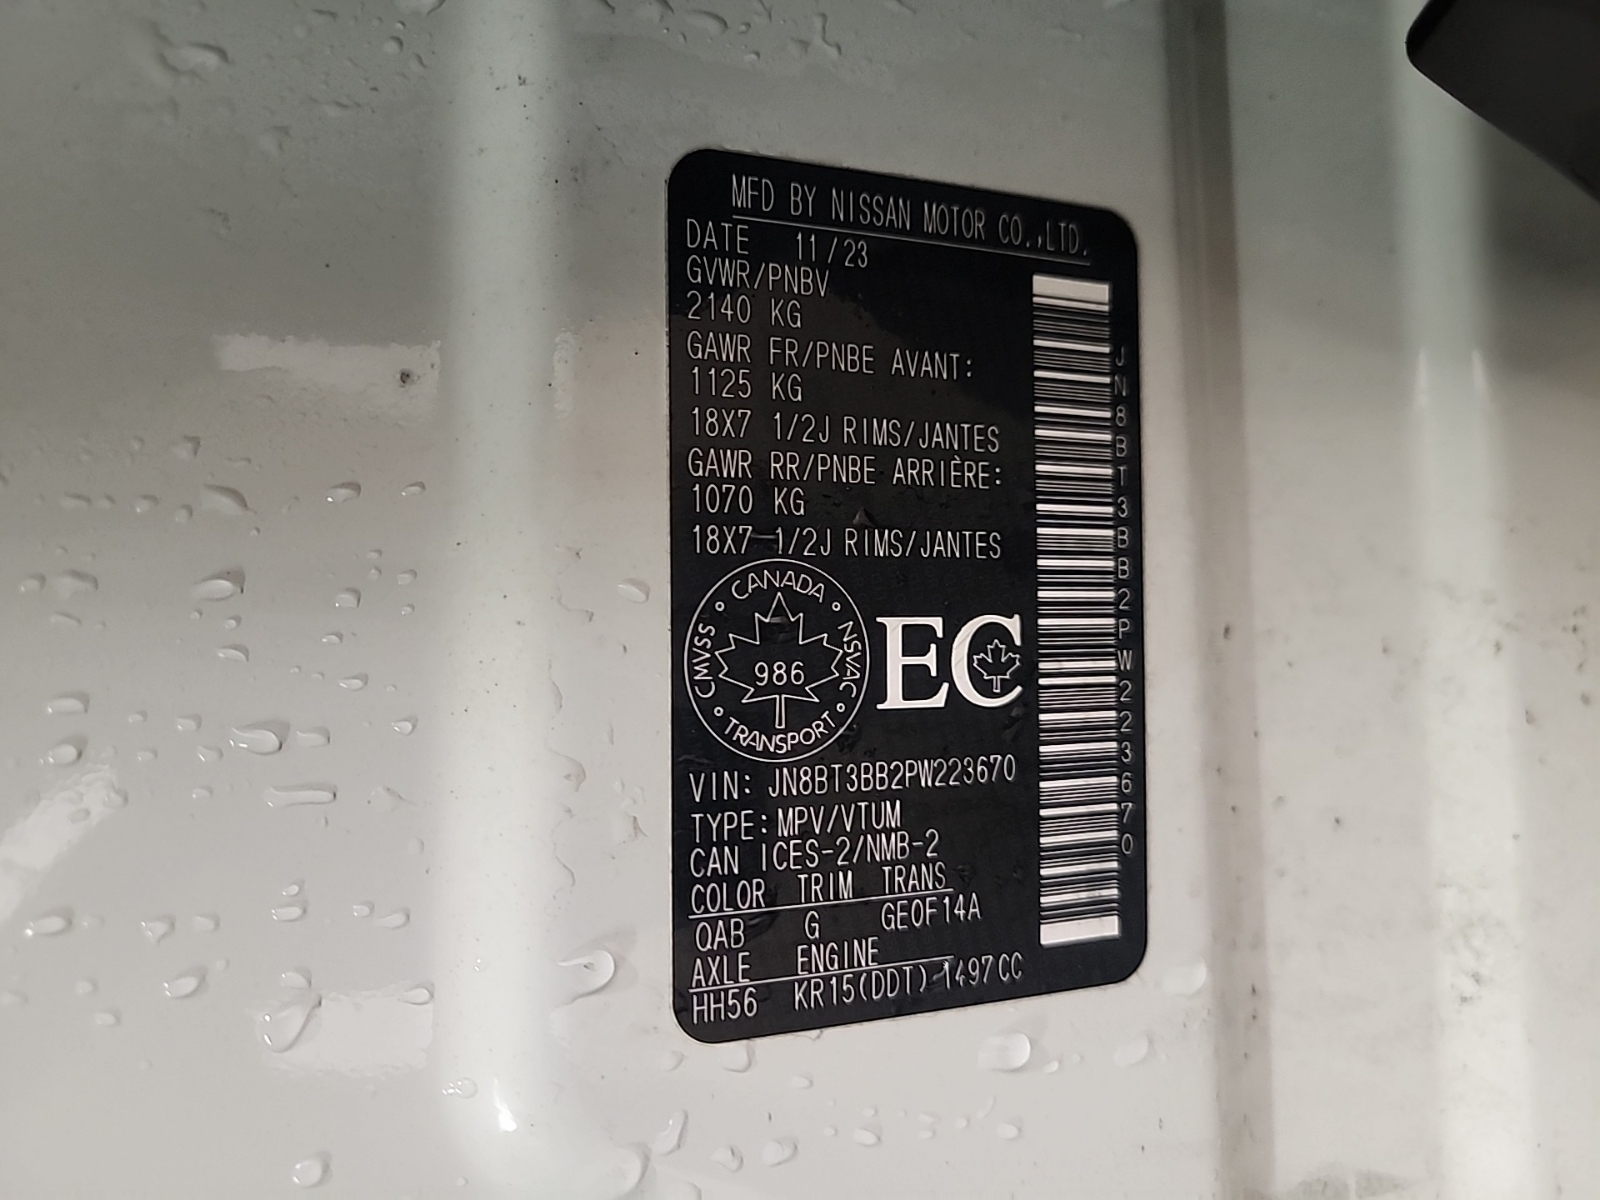 MFD BY NISSAN MOTOR CO.,LTD.
DATE 11/23
GVWR/PNBV
2140 KG
GAWR FR/PNBE AVANT:
1125 KG
18X7 1/2J RIMS/JANTES
GAWR RR/PNBE ARRIÈRE:
1070 KG
18X7 1/2J RIMS/JANTES
CANADA
CMVSS
NSVAC
986
TRANSPORT
EC
VIN: JN8BT3BB2PW223670
TYPE: MPV/VTUM
CAN ICES-2/NMB-2
COLOR TRIM TRANS
QAB G GE0F14A
AXLE ENGINE
HH56 KR15(DDT) 1497CC
JN8BT3BB2PW223670